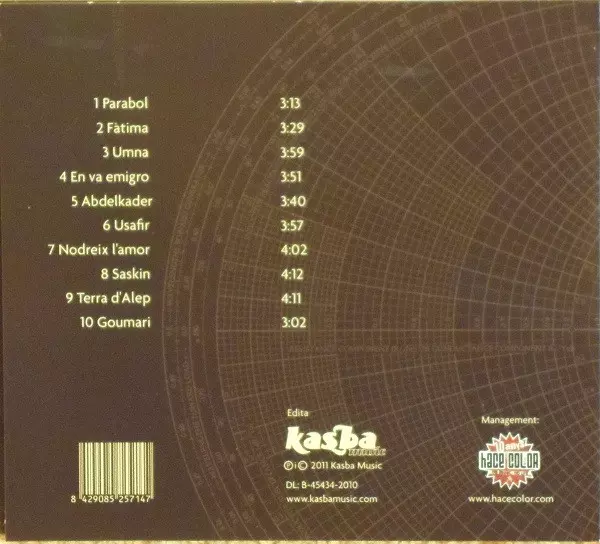 1 Parabol 3:13
2 Fàtima 3:29
3 Umna 3:59
4 En va emigro 3:51
5 Abdelkader 3:40
6 Usafir 3:57
7 Nodreix l'amor 4:02
8 Saskin 4:12
9 Terra d'Alep 4:11
10 Goumari 3:02
Edita
kasba
music
℗ i © 2011 Kasba Music
DL: B-45434-2010
www.kasbamusic.com
Management:
hace color
www.hacecolor.com
8 429085 257147